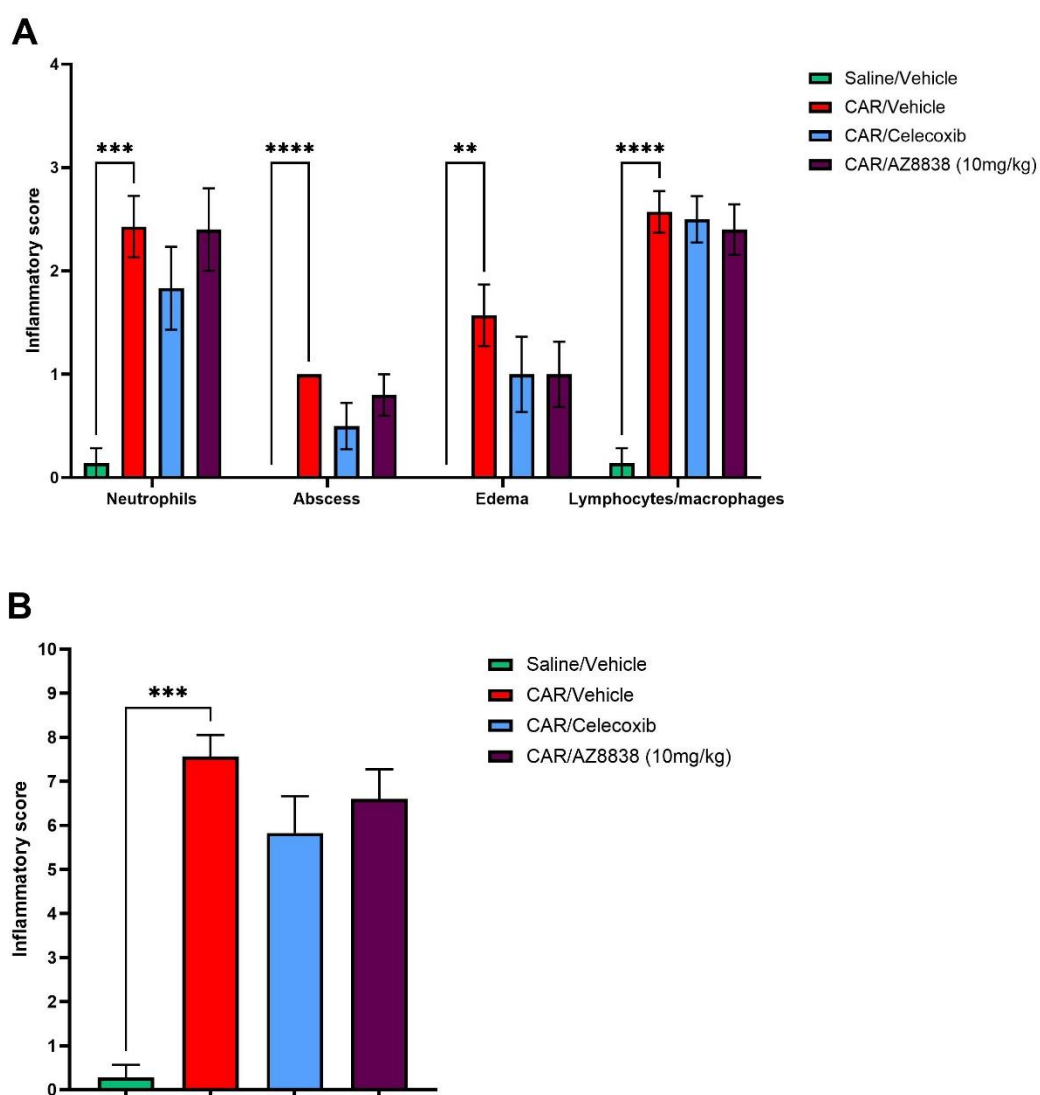 A
Inflammatory score
4
3
2
1
0
*** **** ** ****
Neutrophils Abscess Edema Lymphocytes/macrophages
Saline/Vehicle
CAR/Vehicle
CAR/Celecoxib
CAR/AZ8838 (10mg/kg)
B
Inflammatory score
10
9
8
7
6
5
4
3
2
1
0
***
Saline/Vehicle
CAR/Vehicle
CAR/Celecoxib
CAR/AZ8838 (10mg/kg)